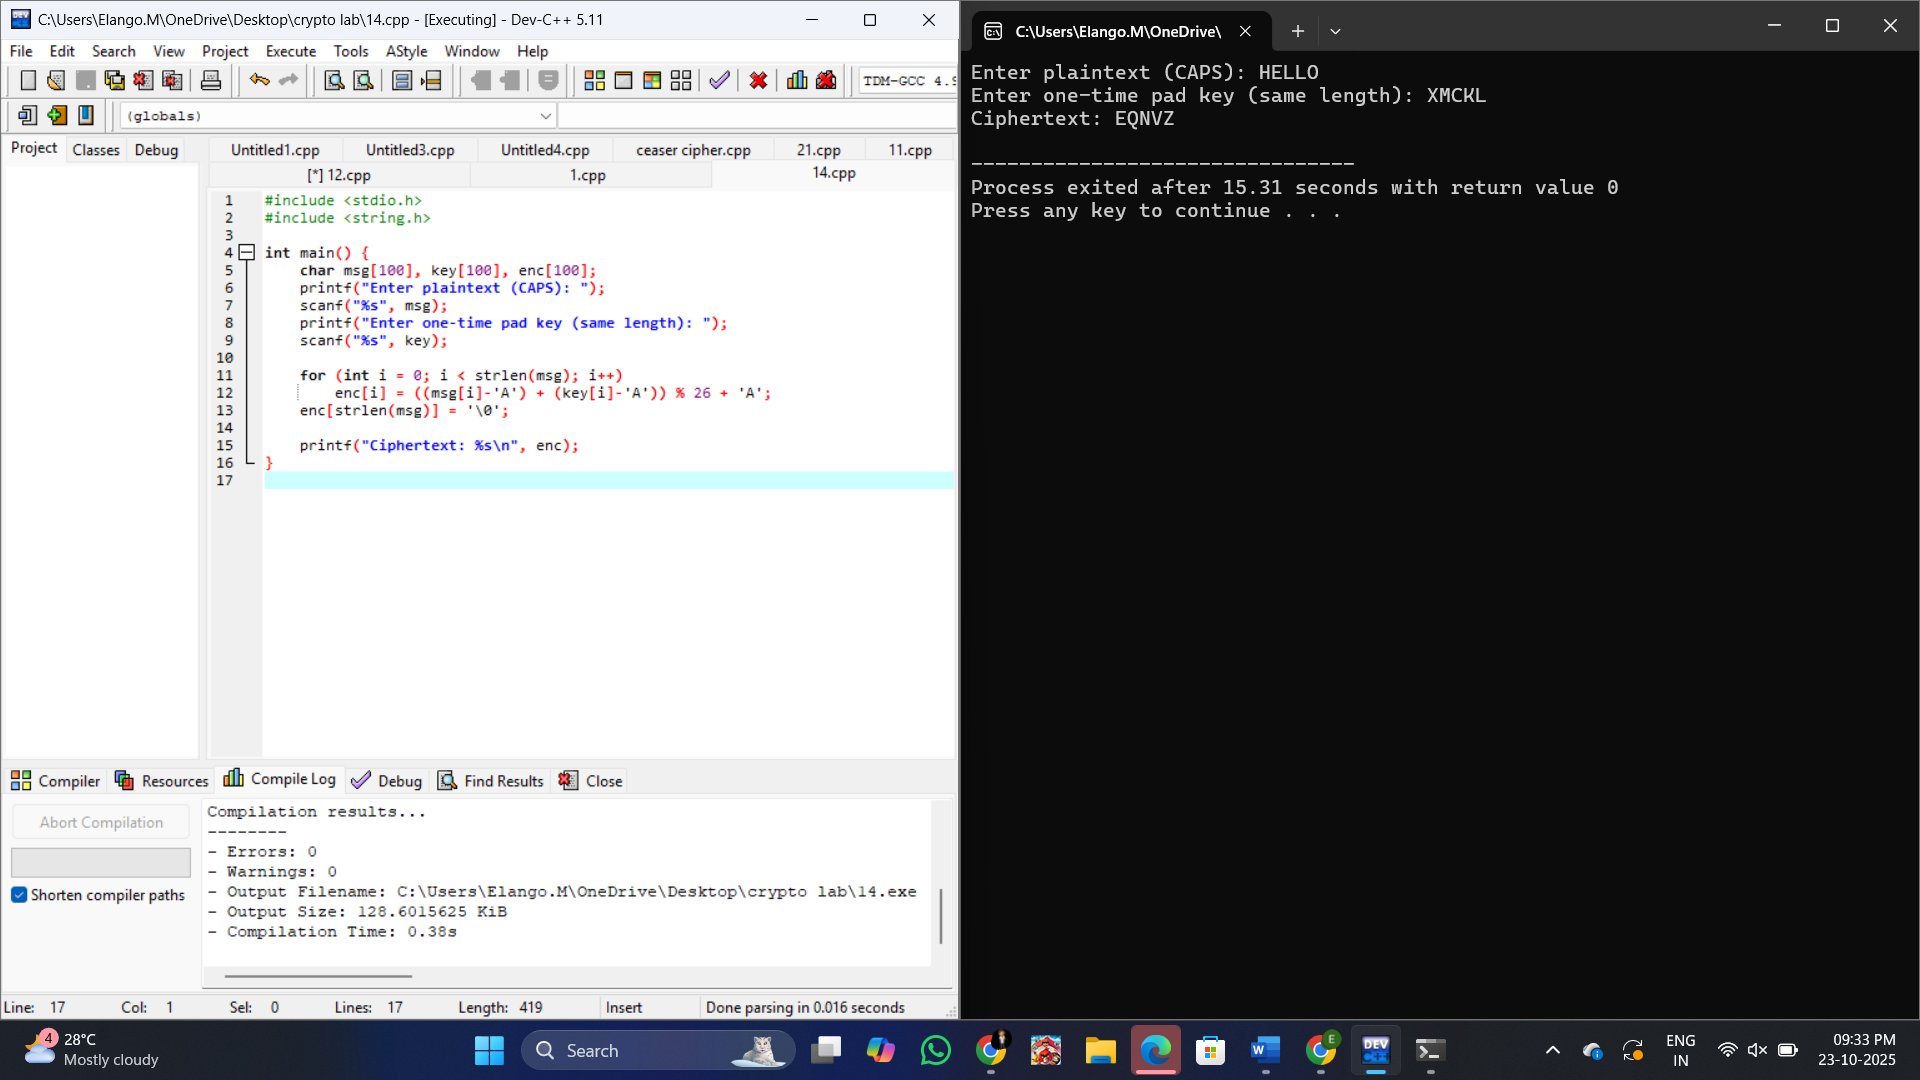 C:\Users\Elango.M\OneDrive\Desktop\crypto lab\14.cpp - [Executing] - Dev-C++ 5.11
File Edit Search View Project Execute Tools AStyle Window Help
TDM-GCC 4.9
(globals)
Project Classes Debug
Untitled1.cpp Untitled3.cpp Untitled4.cpp ceaser cipher.cpp 21.cpp 11.cpp
[*] 12.cpp 1.cpp 14.cpp
1 #include <stdio.h>
2 #include <string.h>
3
4 int main() {
5 char msg[100], key[100], enc[100];
6 printf("Enter plaintext (CAPS): ");
7 scanf("%s", msg);
8 printf("Enter one-time pad key (same length): ");
9 scanf("%s", key);
10
11 for (int i = 0; i < strlen(msg); i++)
12 enc[i] = ((msg[i]-'A') + (key[i]-'A')) % 26 + 'A';
13 enc[strlen(msg)] = '\0';
14
15 printf("Ciphertext: %s\n", enc);
16 }
17
Compiler Resources Compile Log Debug Find Results Close
Abort Compilation
Shorten compiler paths
Compilation results...
--------
- Errors: 0
- Warnings: 0
- Output Filename: C:\Users\Elango.M\OneDrive\Desktop\crypto lab\14.exe
- Output Size: 128.6015625 KiB
- Compilation Time: 0.38s
Line: 17 Col: 1 Sel: 0 Lines: 17 Length: 419 Insert Done parsing in 0.016 seconds
C:\Users\Elango.M\OneDrive\
Enter plaintext (CAPS): HELLO
Enter one-time pad key (same length): XMCKL
Ciphertext: EQNVZ
--------------------------------
Process exited after 15.31 seconds with return value 0
Press any key to continue . . .
4
28°C
Mostly cloudy
Search
E
DEV
C++
ENG
IN
09:33 PM
23-10-2025